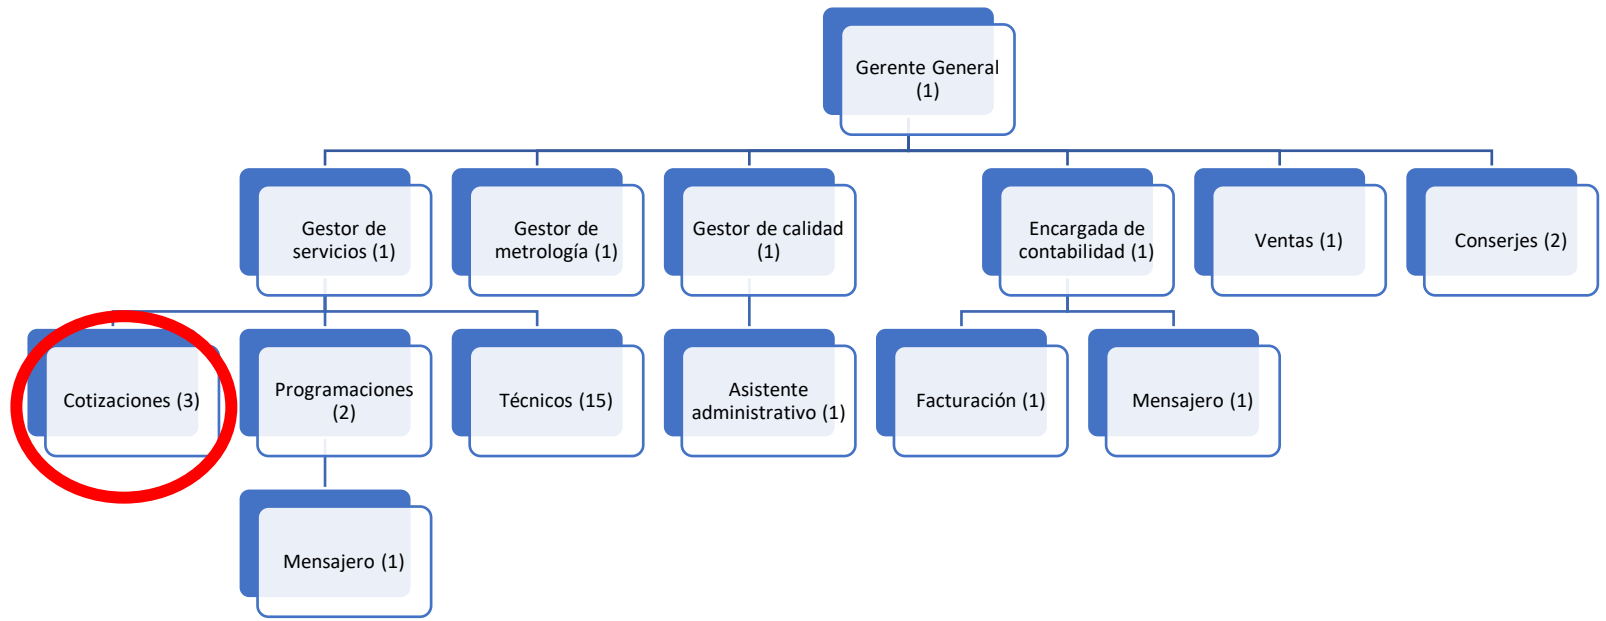 Gerente General
(1)
Gestor de
servicios (1)
Gestor de
metrología (1)
Gestor de calidad
(1)
Encargada de
contabilidad (1)
Ventas (1)
Conserjes (2)
Cotizaciones (3)
Programaciones
(2)
Técnicos (15)
Asistente
administrativo (1)
Facturación (1)
Mensajero (1)
Mensajero (1)